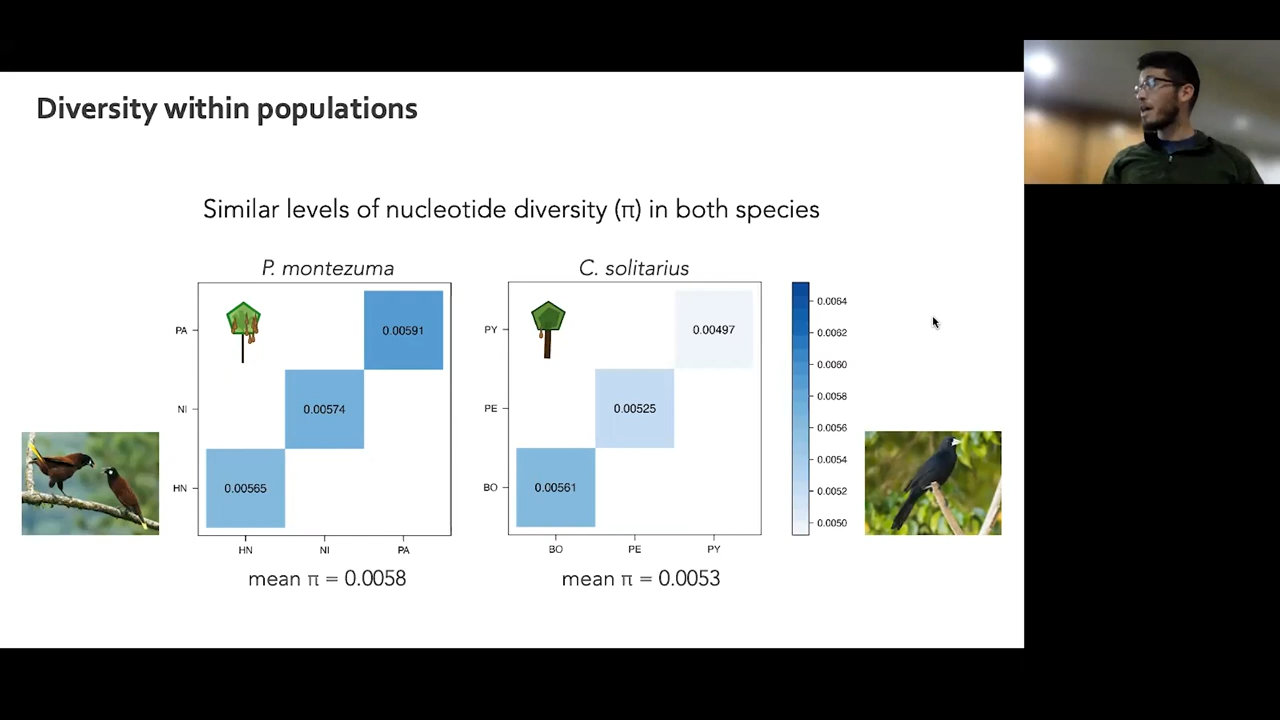 Diversity within populations
Similar levels of nucleotide diversity (π) in both species
P. montezuma
PA
NI
HN
0.00591
0.00574
0.00565
HN NI PA
mean π = 0.0058
C. solitarius
PY
PE
BO
0.00497
0.00525
0.00561
BO PE PY
mean π = 0.0053
0.0064
0.0062
0.0060
0.0058
0.0056
0.0054
0.0052
0.0050